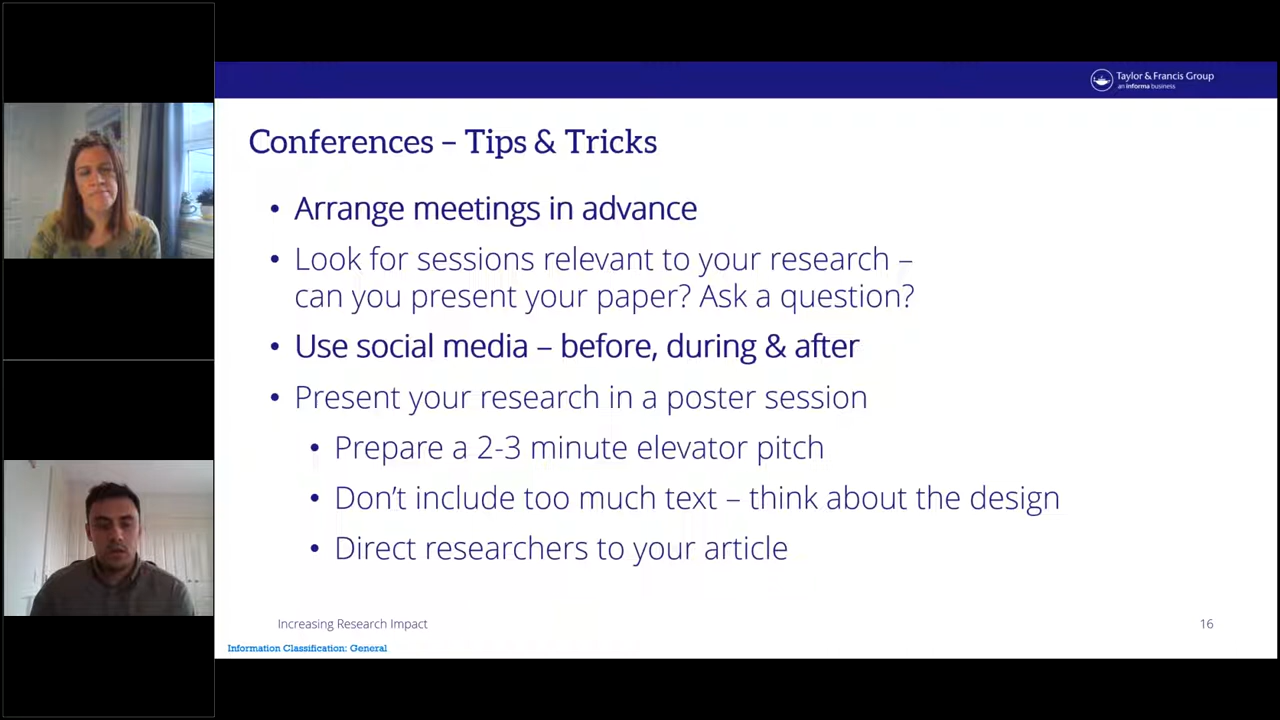 Taylor & Francis Group
an informa business
Conferences – Tips & Tricks
• Arrange meetings in advance
• Look for sessions relevant to your research –
can you present your paper? Ask a question?
• Use social media – before, during & after
• Present your research in a poster session
• Prepare a 2-3 minute elevator pitch
• Don’t include too much text – think about the design
• Direct researchers to your article
Increasing Research Impact
16
Information Classification: General